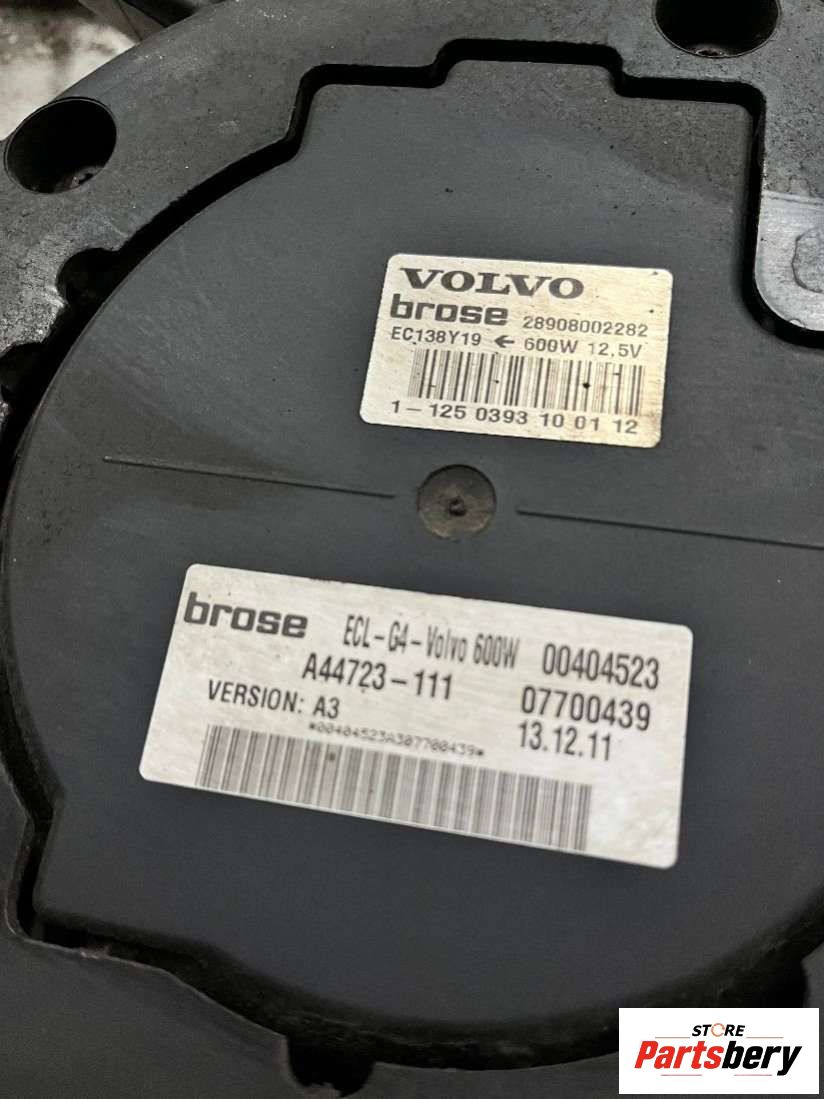 VOLVO
brose 28908002282
EC138Y19 ← 600W 12,5V
1-125 0393 10 01 12
brose ECL-G4-Volvo 600W 00404523
A44723-111 07700439
VERSION: A3 13.12.11
*00404523A307700439*
STORE
Partsbery